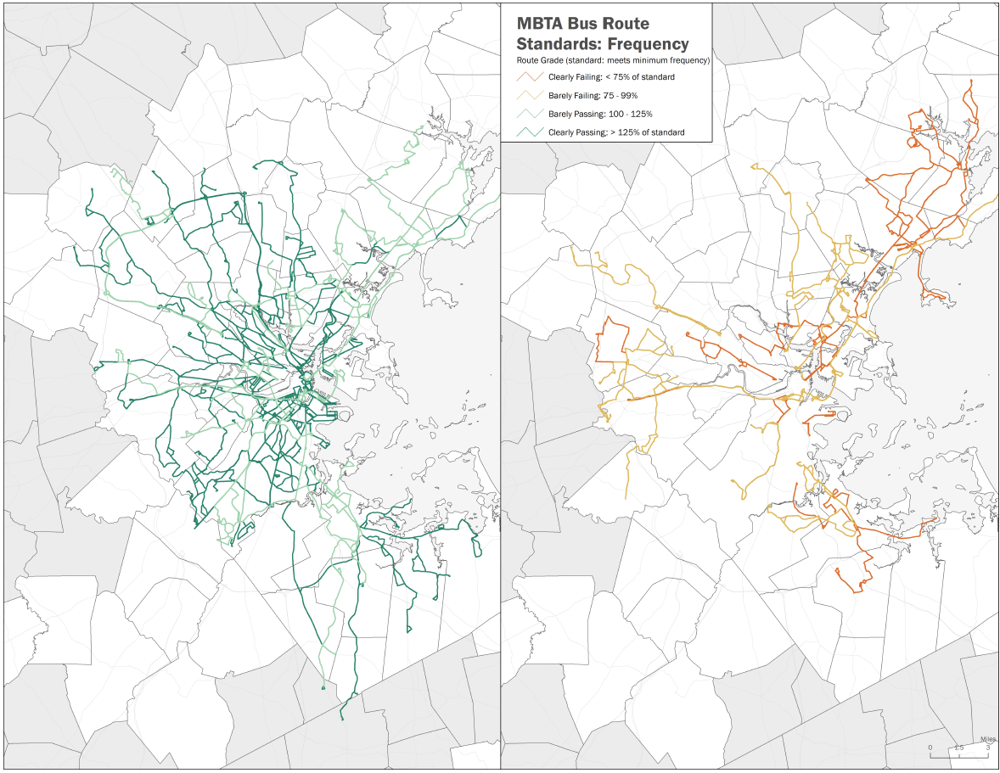 MBTA Bus Route
Standards: Frequency
Route Grade (standard: meets minimum frequency)
Clearly Failing: < 75% of standard
Barely Failing: 75 - 99%
Barely Passing: 100 - 125%
Clearly Passing: > 125% of standard
Miles
0 1.5 3